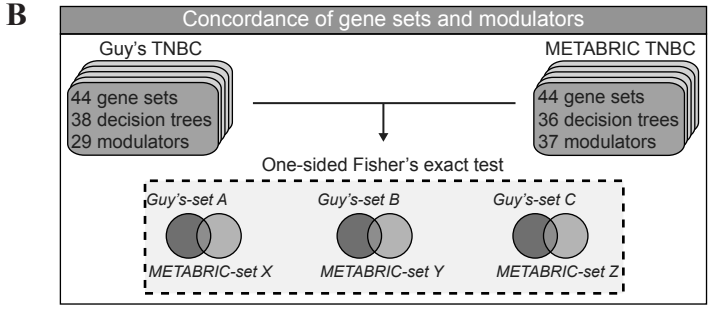 B
Concordance of gene sets and modulators
Guy's TNBC
METABRIC TNBC
44 gene sets
38 decision trees
29 modulators
44 gene sets
36 decision trees
37 modulators
One-sided Fisher's exact test
Guy's-set A
Guy's-set B
Guy's-set C
METABRIC-set X
METABRIC-set Y
METABRIC-set Z